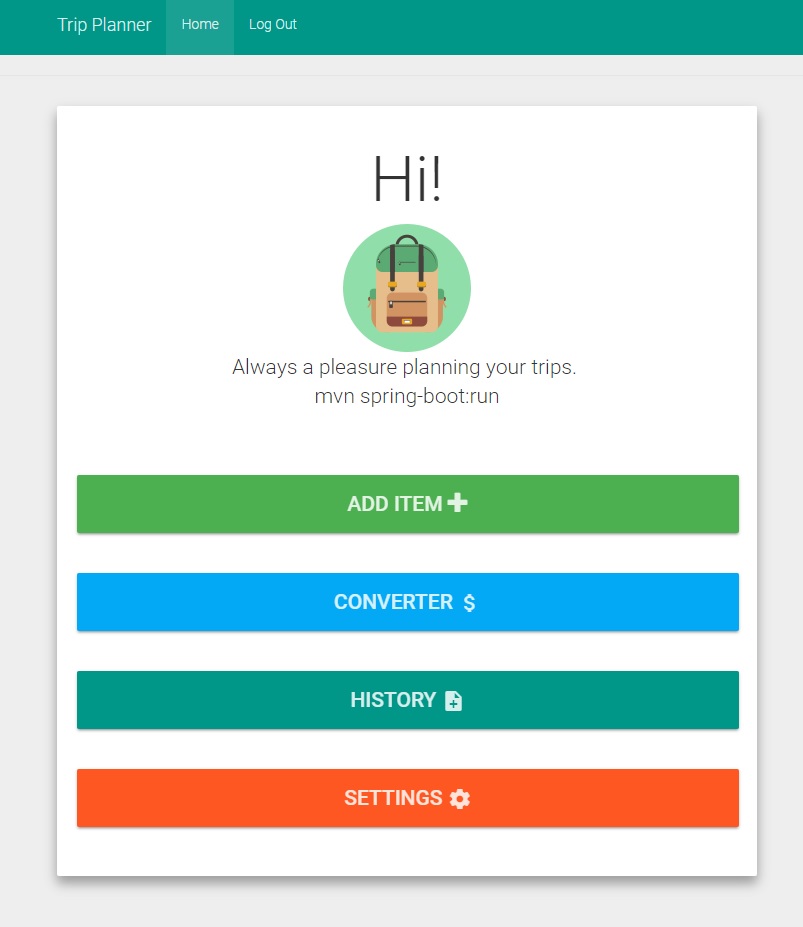 Trip Planner Home Log Out
Hi!
Always a pleasure planning your trips.
mvn spring-boot:run
ADD ITEM
CONVERTER $
HISTORY
SETTINGS